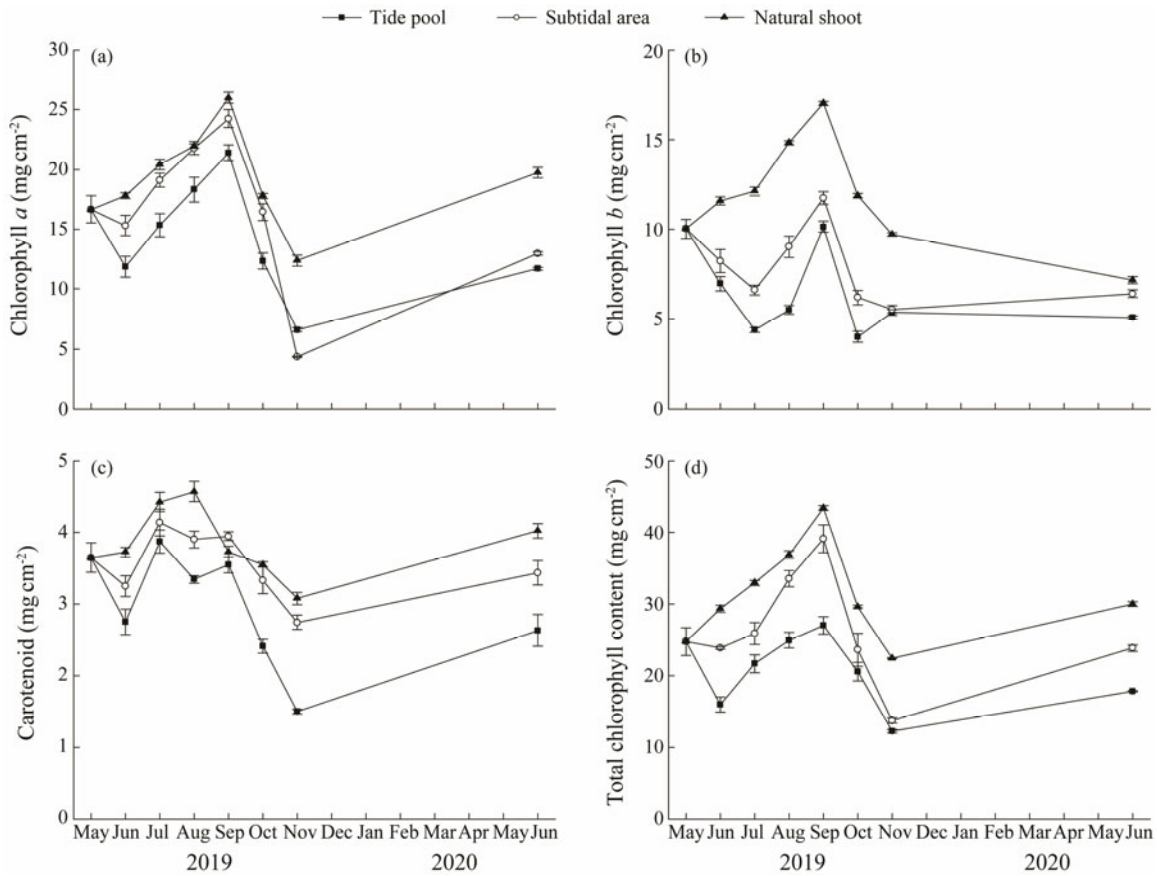 Tide pool Subtidal area Natural shoot
(a)
30
25
20
15
10
5
0
Chlorophyll a (mg cm⁻²)
(b)
20
15
10
5
0
Chlorophyll b (mg cm⁻²)
(c)
5
4
3
2
1
0
Carotenoid (mg cm⁻²)
May Jun Jul Aug Sep Oct Nov Dec Jan Feb Mar Apr May Jun
2019 2020
(d)
50
40
30
20
10
0
Total chlorophyll content (mg cm⁻²)
May Jun Jul Aug Sep Oct Nov Dec Jan Feb Mar Apr May Jun
2019 2020